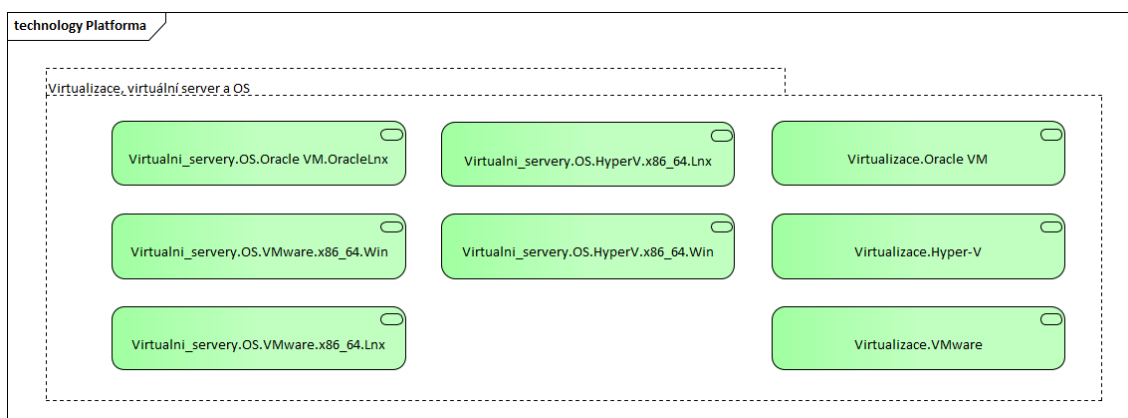 technology Platforma
Virtualizace, virtuální server a OS
Virtualni_servery.OS.Oracle VM.OracleLnx
Virtualni_servery.OS.HyperV.x86_64.Lnx
Virtualizace.Oracle VM
Virtualni_servery.OS.VMware.x86_64.Win
Virtualni_servery.OS.HyperV.x86_64.Win
Virtualizace.Hyper-V
Virtualni_servery.OS.VMware.x86_64.Lnx
Virtualizace.VMware